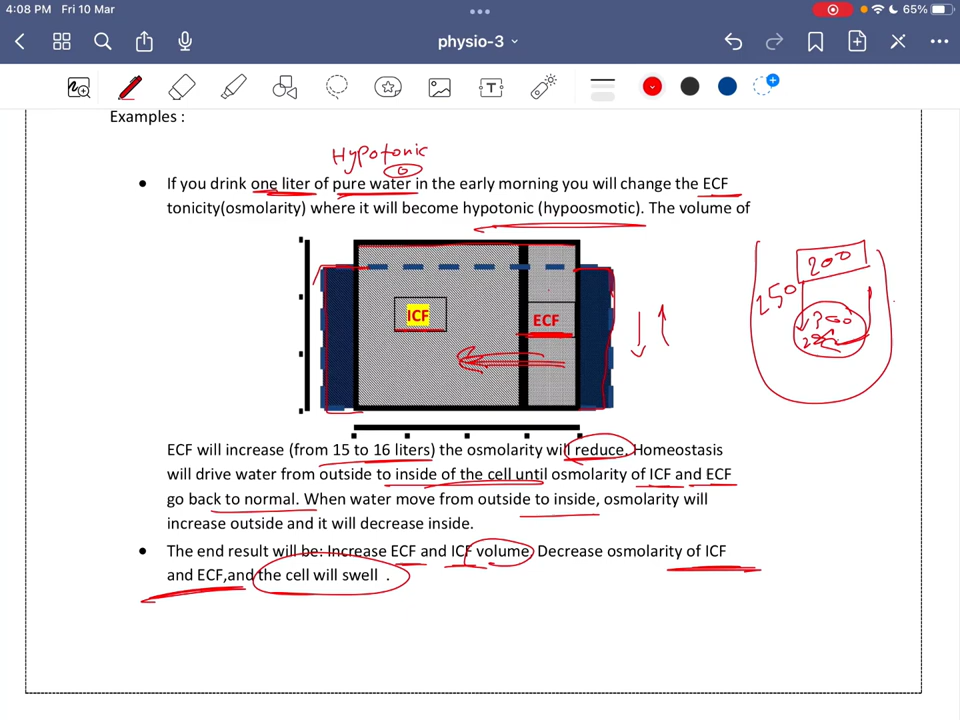 4:08 PM Fri 10 Mar
65%
physio-3
T
Examples :
Hypotonic
0
• If you drink one liter of pure water in the early morning you will change the ECF
tonicity(osmolarity) where it will become hypotonic (hypoosmotic). The volume of
ICF
ECF
200
250
300
ECF will increase (from 15 to 16 liters) the osmolarity will reduce. Homeostasis
will drive water from outside to inside of the cell until osmolarity of ICF and ECF
go back to normal. When water move from outside to inside, osmolarity will
increase outside and it will decrease inside.
• The end result will be: Increase ECF and ICF volume. Decrease osmolarity of ICF
and ECF,and the cell will swell .